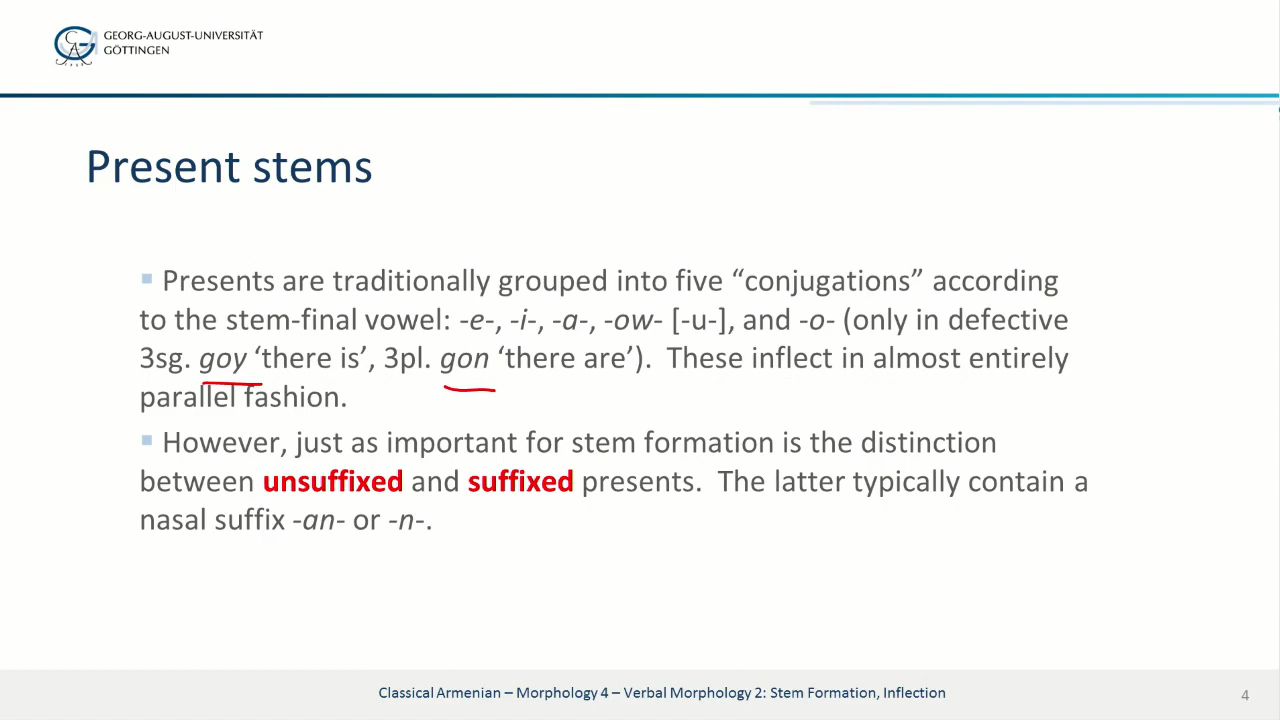 GEORG-AUGUST-UNIVERSITÄT
GÖTTINGEN
Present stems
Presents are traditionally grouped into five “conjugations” according
to the stem-final vowel: -e-, -i-, -a-, -ow- [-u-], and -o- (only in defective
3sg. goy ‘there is’, 3pl. gon ‘there are’). These inflect in almost entirely
parallel fashion.
However, just as important for stem formation is the distinction
between unsuffixed and suffixed presents. The latter typically contain a
nasal suffix -an- or -n-.
Classical Armenian – Morphology 4 – Verbal Morphology 2: Stem Formation, Inflection
4